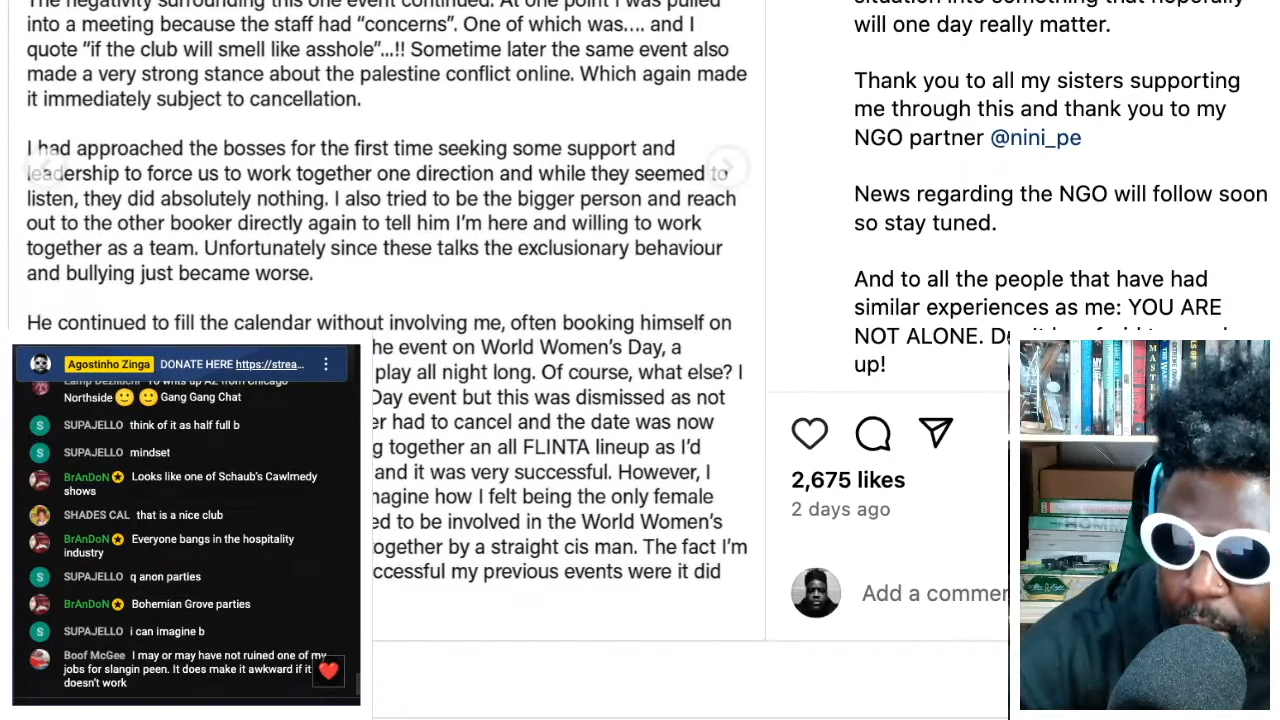 The negativity surrounding this one event continued. At one point I was pulled
into a meeting because the staff had “concerns”. One of which was.... and I
quote “if the club will smell like asshole”...!! Sometime later the same event also
made a very strong stance about the palestine conflict online. Which again made
it immediately subject to cancellation.
I had approached the bosses for the first time seeking some support and
leadership to force us to work together one direction and while they seemed to
listen, they did absolutely nothing. I also tried to be the bigger person and reach
out to the other booker directly again to tell him I’m here and willing to work
together as a team. Unfortunately since these talks the exclusionary behaviour
and bullying just became worse.
He continued to fill the calendar without involving me, often booking himself on
he event on World Women’s Day, a
play all night long. Of course, what else? I
Day event but this was dismissed as not
er had to cancel and the date was now
g together an all FLINTA lineup as I’d
and it was very successful. However, I
magine how I felt being the only female
ed to be involved in the World Women’s
ogether by a straight cis man. The fact I’m
ccessful my previous events were it did
situation into something that hopefully
will one day really matter.
Thank you to all my sisters supporting
me through this and thank you to my
NGO partner @nini_pe
News regarding the NGO will follow soon
so stay tuned.
And to all the people that have had
similar experiences as me: YOU ARE
NOT ALONE.
up!
2,675 likes
2 days ago
Add a commen
Agostinho Zinga DONATE HERE https://strea...
Northside Gang Gang Chat
S SUPAJELLO think of it as half full b
S SUPAJELLO mindset
BrAnDoN Looks like one of Schaub’s Cawlmedy
shows
SHADES CAL that is a nice club
BrAnDoN Everyone bangs in the hospitality
industry
S SUPAJELLO q anon parties
BrAnDoN Bohemian Grove parties
S SUPAJELLO i can imagine b
Boof McGee I may or may have not ruined one of my
jobs for slangin peen. It does make it awkward if it
doesn’t work
MASTER